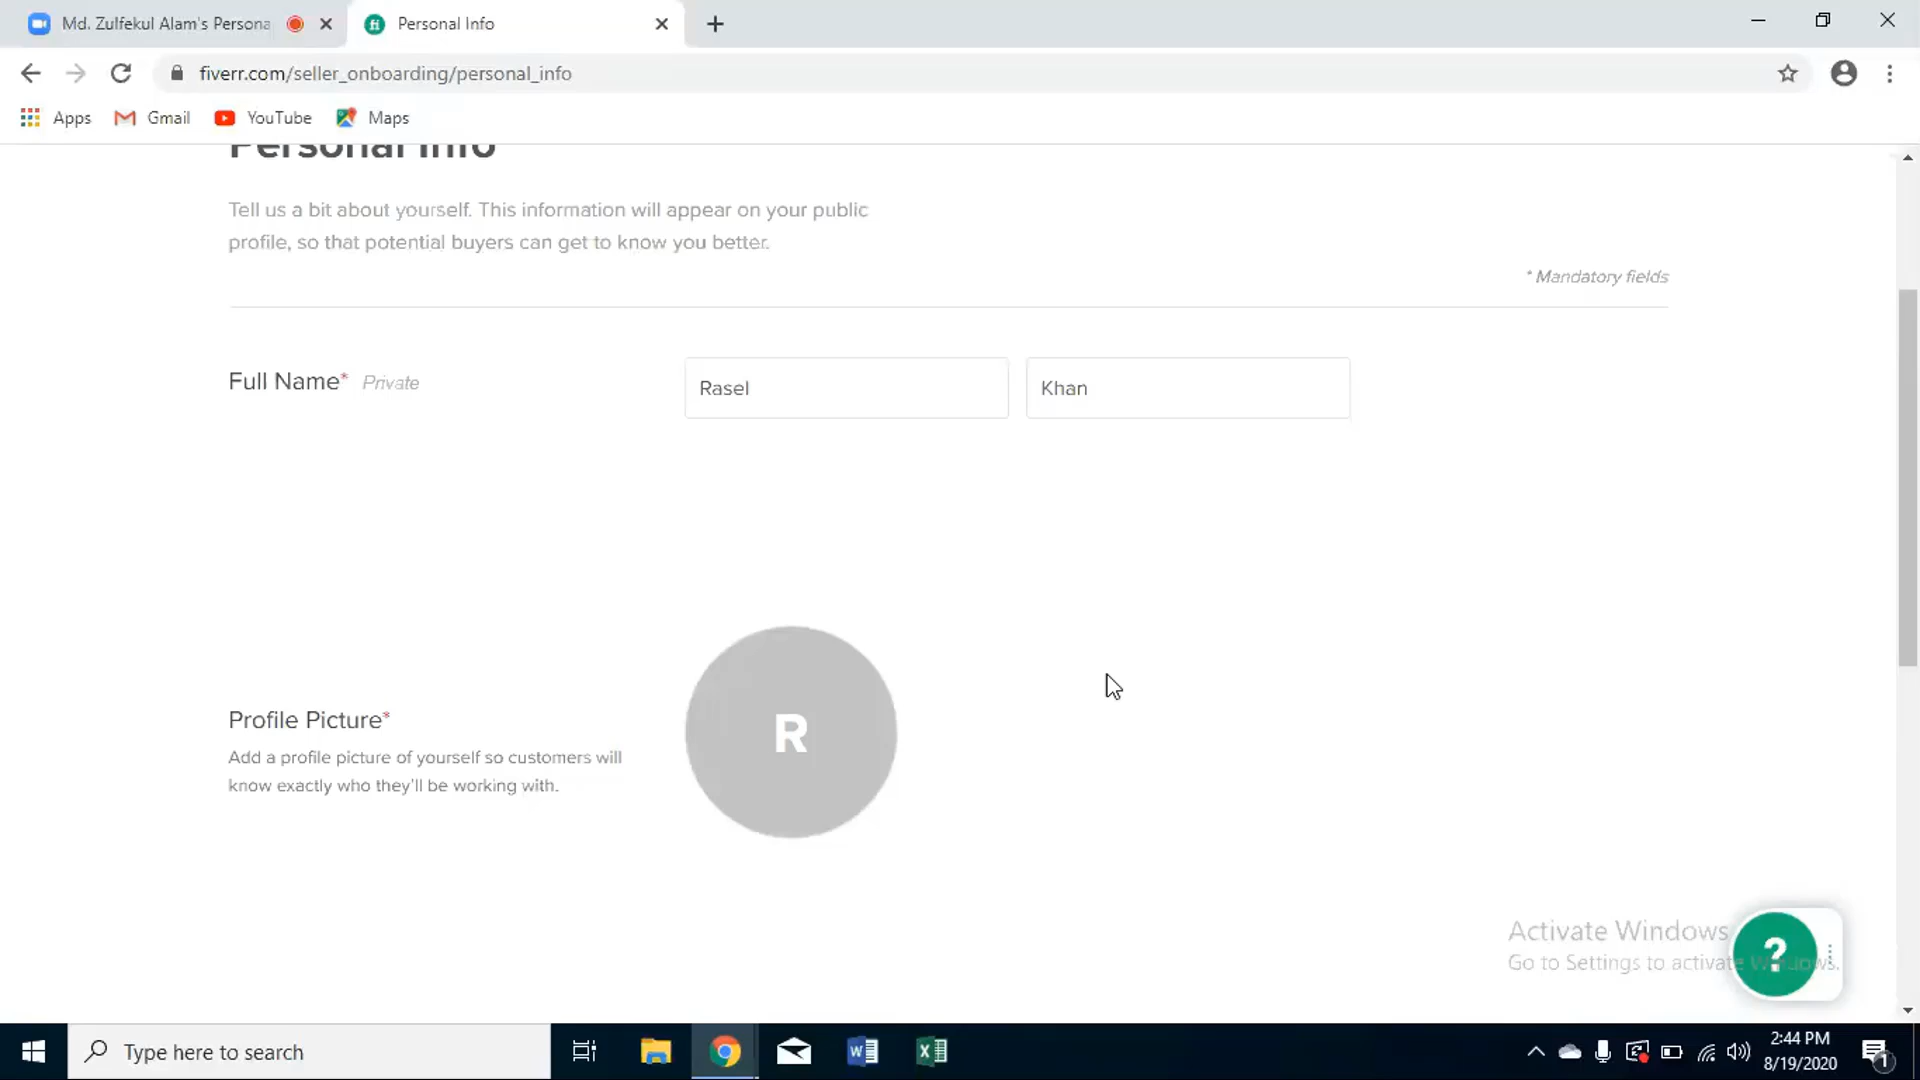 Md. Zulfekul Alam's Persona
Personal Info
fiverr.com/seller_onboarding/personal_info
Apps
Gmail
YouTube
Maps
Personal Info
Tell us a bit about yourself. This information will appear on your public
profile, so that potential buyers can get to know you better.
* Mandatory fields
Full Name* Private
Rasel
Khan
R
Profile Picture*
Add a profile picture of yourself so customers will
know exactly who they'll be working with.
Activate Windows
Go to Settings to activate Windows.
?
Type here to search
2:44 PM
8/19/2020
1